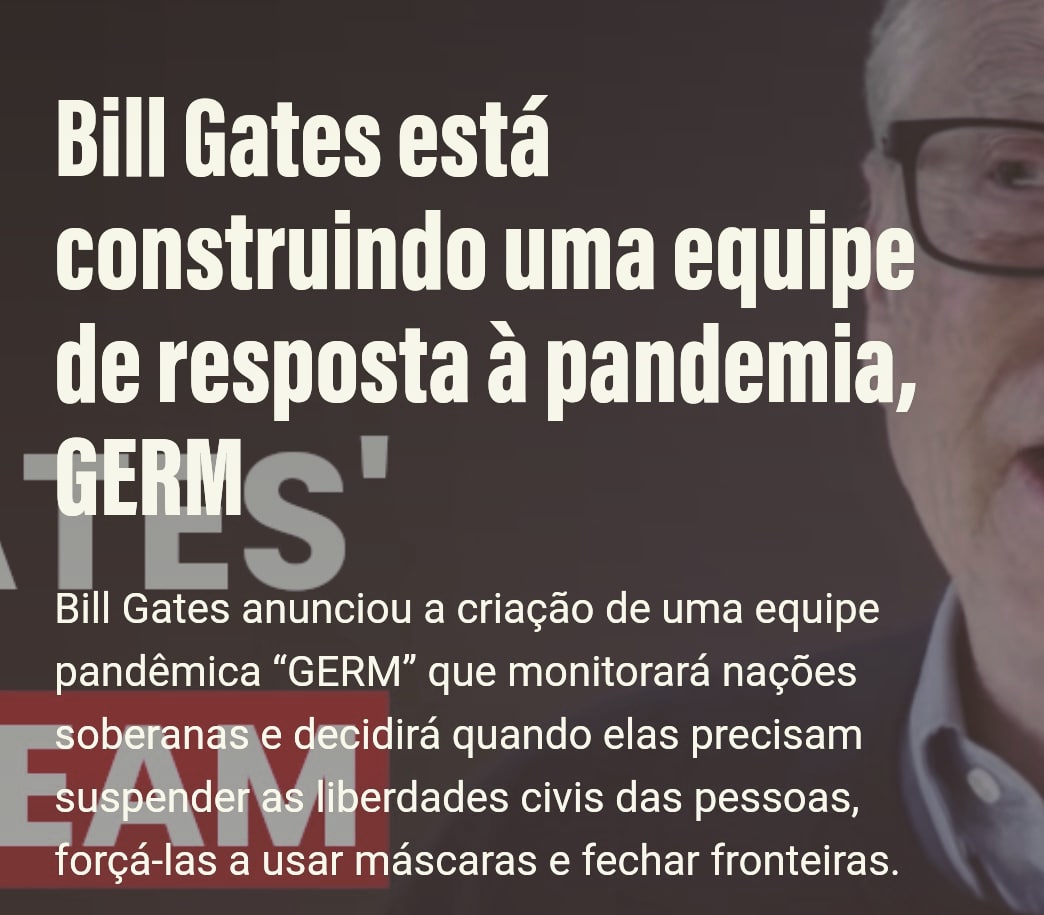 Bill Gates está
construindo uma equipe
de resposta à pandemia,
GERM
ATES'
Bill Gates anunciou a criação de uma equipe
pandêmica “GERM” que monitorará nações
soberanas e decidirá quando elas precisam
suspender as liberdades civis das pessoas,
forçá-las a usar máscaras e fechar fronteiras.
EAM